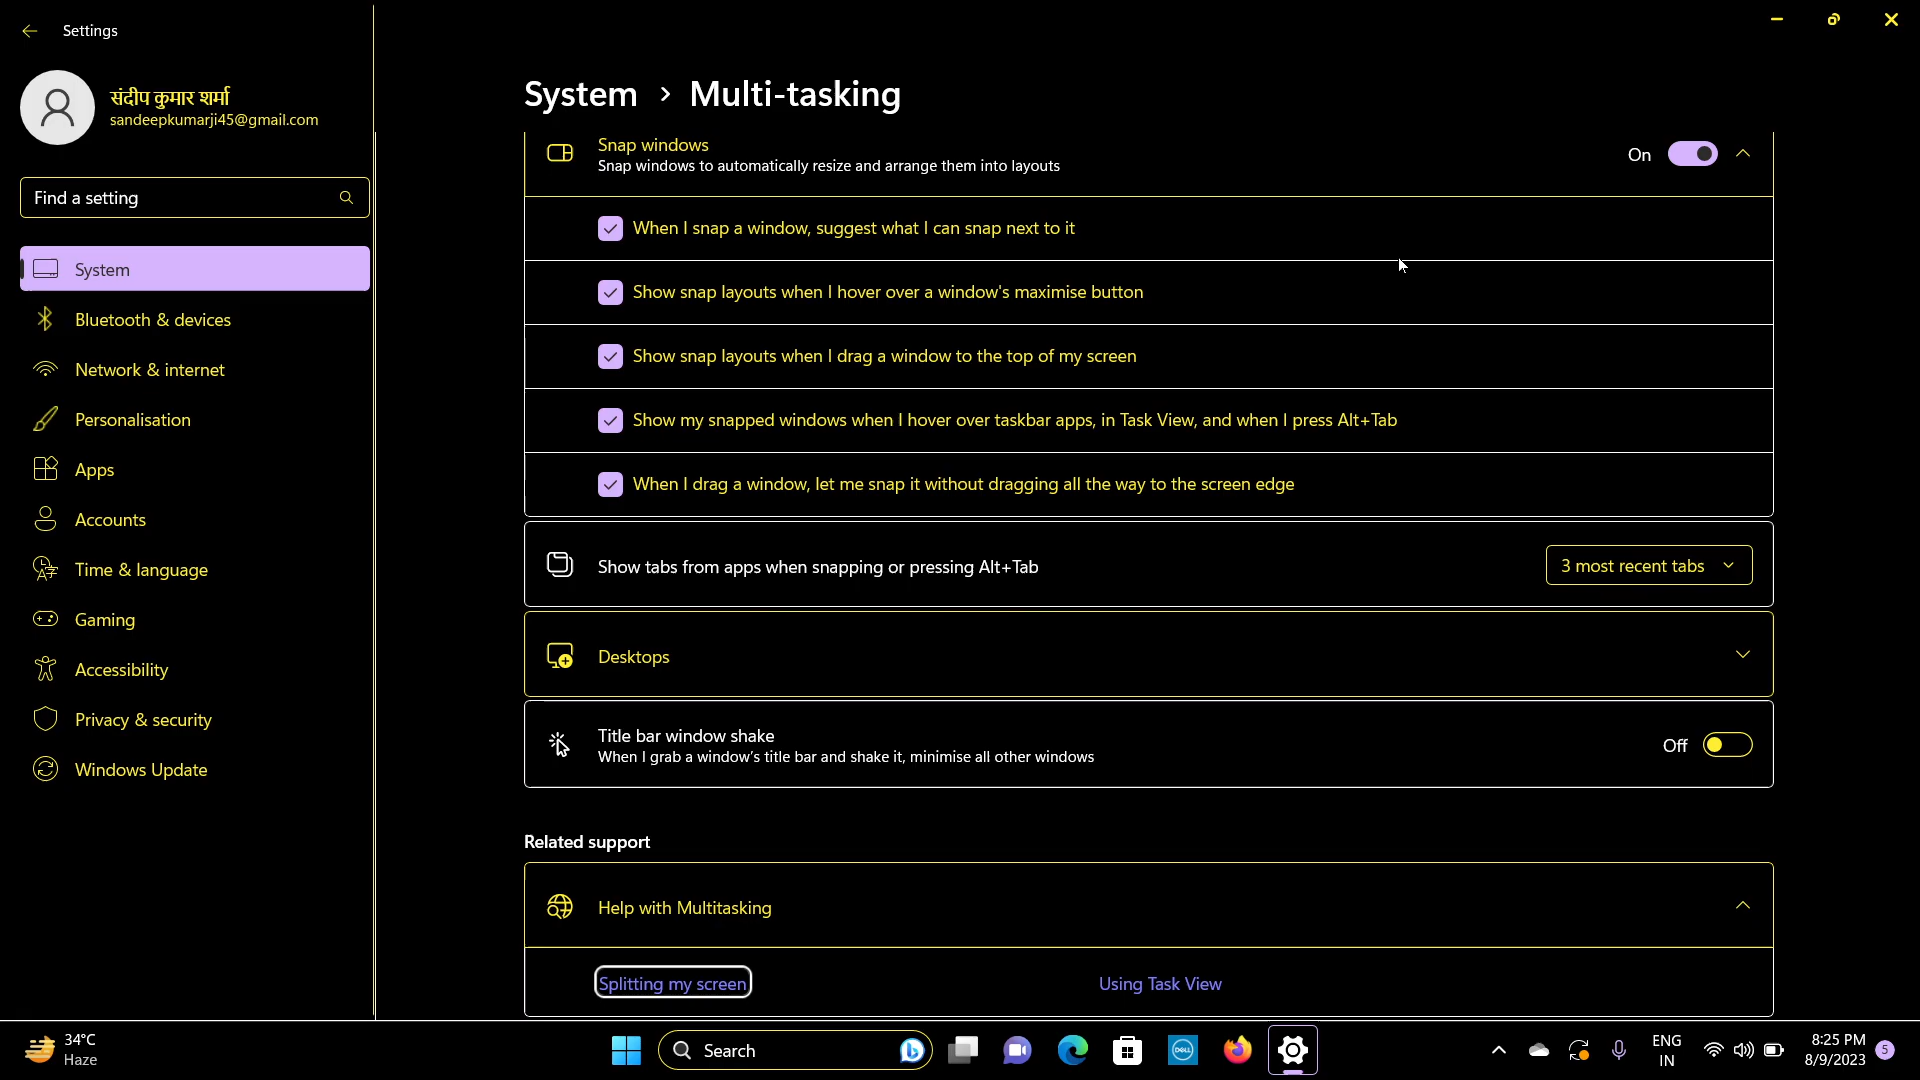 Settings
संदीप कुमार शर्मा
sandeepkumarji45@gmail.com
Find a setting
System
Bluetooth & devices
Network & internet
Personalisation
Apps
Accounts
Time & language
Gaming
Accessibility
Privacy & security
Windows Update
System > Multi-tasking
Snap windows
Snap windows to automatically resize and arrange them into layouts
On
When I snap a window, suggest what I can snap next to it
Show snap layouts when I hover over a window's maximise button
Show snap layouts when I drag a window to the top of my screen
Show my snapped windows when I hover over taskbar apps, in Task View, and when I press Alt+Tab
When I drag a window, let me snap it without dragging all the way to the screen edge
Show tabs from apps when snapping or pressing Alt+Tab
3 most recent tabs
Desktops
Title bar window shake
When I grab a window's title bar and shake it, minimise all other windows
Off
Related support
Help with Multitasking
Splitting my screen
Using Task View
34°C
Haze
Search
DELL
ENG
IN
8:25 PM
8/9/2023
5